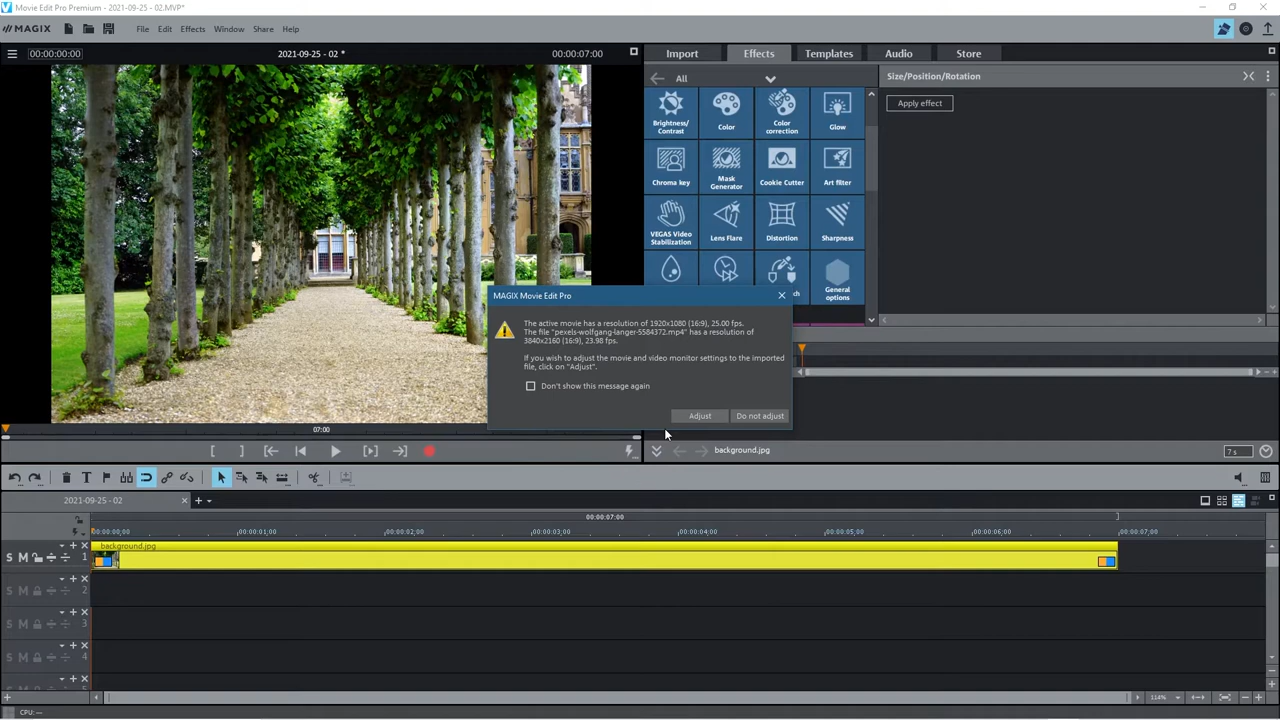 Movie Edit Pro Premium - 2021-09-25 - 02.MVP*
MAGIX File Edit Effects Window Share Help
00:00:00:00 2021-09-25 - 02 * 00:00:07:00
Import Effects Templates Audio Store
All
Size/Position/Rotation
Apply effect
Brightness/
Contrast
Color
Color
correction
Glow
Chroma key
Mask
Generator
Cookie Cutter
Art filter
VEGAS Video
Stabilization
Lens Flare
Distortion
Sharpness
General
options
MAGIX Movie Edit Pro
The active movie has a resolution of 1920x1080 (16:9), 25.00 fps.
The file "pexels-wolfgang-langer-5584372.mp4" has a resolution of
3840x2160 (16:9), 23.98 fps.
If you wish to adjust the movie and video monitor settings to the imported
file, click on "Adjust".
Don't show this message again
Adjust Do not adjust
07:00
background.jpg 7 s
2021-09-25 - 02
00:00:07:00
00:00:00;00 00:00:01;00 00:00:02;00 00:00:03;00 00:00:04;00 00:00:05;00 00:00:06;00 00:00:07;00
background.jpg
S M 1
S M 2
S M 3
S M 4
114%
CPU: —